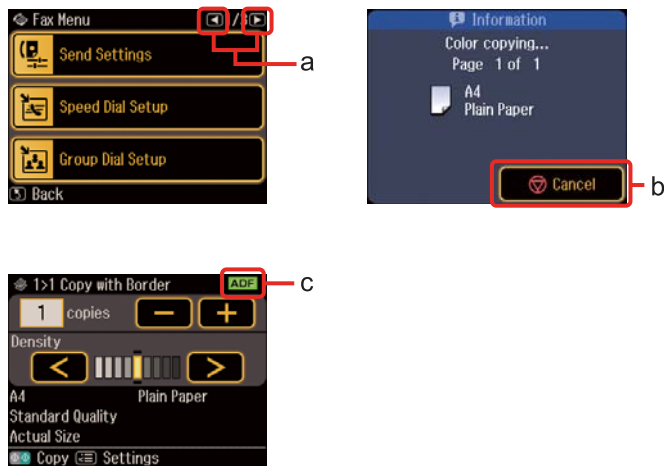 Fax Menu /3
Send Settings
a
Speed Dial Setup
Group Dial Setup
Back
Information
Color copying...
Page 1 of 1
A4
Plain Paper
Cancel
b
1>1 Copy with Border ADF
c
1 copies
Density
A4 Plain Paper
Standard Quality
Actual Size
Copy Settings